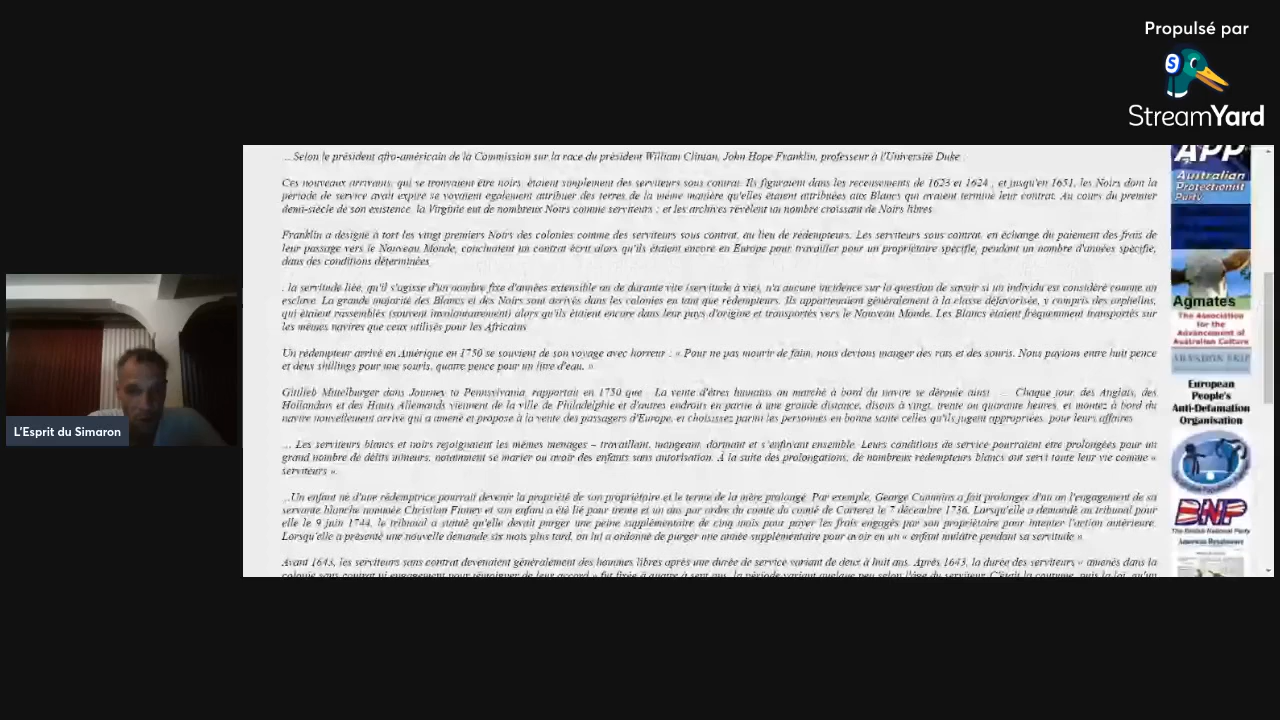 Propulsé par
StreamYard
... Selon le président afro-américain de la Commission sur la race du président William Clinton, John Hope Franklin, professeur à l'Université Duke
Ces nouveaux arrivants, qui se trouvaient être noirs, étaient simplement des serviteurs sous contrat. Ils figuraient dans les recensements de 1623 et 1624 , et jusqu'en 1651, les Noirs dont la
période de service avait expiré se voyaient également attribuer des terres de la même manière qu'elles étaient attribuées aux Blancs qui avaient terminé leur contrat. Au cours du premier
demi-siècle de son existence, la Virginie eut de nombreux Noirs comme serviteurs ; et les archives révèlent un nombre croissant de Noirs libres
Franklin a désigné à tort les vingt premiers Noirs des colonies comme des serviteurs sous contrat, au lieu de rédempteurs. Les serviteurs sous contrat, en échange du paiement des frais de
leur passage vers le Nouveau Monde, concluaient un contrat écrit alors qu'ils étaient encore en Europe pour travailler pour un propriétaire spécifié, pendant un nombre d'années spécifié,
dans des conditions déterminées
. la servitude liée, qu'il s'agisse d'un nombre fixe d'années extensible ou de durante vita (servitude à vie), n'a aucune incidence sur la question de savoir si un individu est considéré comme un
esclave. La grande majorité des Blancs et des Noirs sont arrivés dans les colonies en tant que rédempteurs. Ils appartenaient généralement à la classe défavorisée, y compris des orphelins,
qui étaient rassemblés (souvent involontairement) alors qu'ils étaient encore dans leur pays d'origine et transportés vers le Nouveau Monde. Les Blancs étaient fréquemment transportés sur
les mêmes navires que ceux utilisés pour les Africains
Un rédempteur arrivé en Amérique en 1750 se souvient de son voyage avec horreur : « Pour ne pas mourir de faim, nous devions manger des rats et des souris. Nous payions entre huit pence
et deux shillings pour une souris, quatre pence pour un litre d'eau. »
Gittlieb Mittelburger dans Journey to Pennsylvania, rapportait en 1750 que : La vente d'êtres humains au marché à bord du navire se déroule ainsi : ... Chaque jour, des Anglais, des
Hollandais et des Hauts Allemands viennent de la ville de Philadelphie et d'autres endroits en partie à une grande distance, disons à vingt, trente ou quarante heures, et montez à bord du
navire nouvellement arrivé qui a amené et propose à la vente des passagers d'Europe, et choisissez parmi les personnes en bonne santé celles qu'ils jugent appropriées, pour leurs affaires
... Les serviteurs blancs et noirs rejoignaient les mêmes ménages – travaillant, mangeant, dormant et s'enfuyant ensemble. Leurs conditions de service pourraient être prolongées pour un
grand nombre de délits mineurs, notamment se marier ou avoir des enfants sans autorisation. À la suite des prolongations, de nombreux rédempteurs blancs ont servi toute leur vie comme «
serviteurs ».
...Un enfant né d'une rédemptrice pourrait devenir la propriété de son propriétaire et le terme de la mère prolongé. Par exemple, George Cummins a fait prolonger d'un an l'engagement de sa
servante blanche nommée Christian Finney et son enfant a été lié pour trente et un ans par ordre du comté du comté de Carteret le 7 décembre 1736. Lorsqu'elle a demandé au tribunal pour
elle le 9 juin 1744, le tribunal a statué qu'elle devait purger une peine supplémentaire de cinq mois pour payer les frais engagés par son propriétaire pour intenter l'action antérieure.
Lorsqu'elle a présenté une nouvelle demande six mois plus tard, on lui a ordonné de purger une année supplémentaire pour avoir eu un « enfant mulâtre pendant sa servitude ».
Avant 1643, les serviteurs sans contrat devenaient généralement des hommes libres après une durée de service variant de deux à huit ans. Après 1643, la durée des serviteurs « amenés dans la
APP
Australian
Protectionist
Party
Agmates
The Association
for the
Advancement of
Australian Culture
ABANDON SKIP
European
People's
Anti-Defamation
Organisation
BNP
The British National Party
American Renaissance
L'Esprit du Simaron